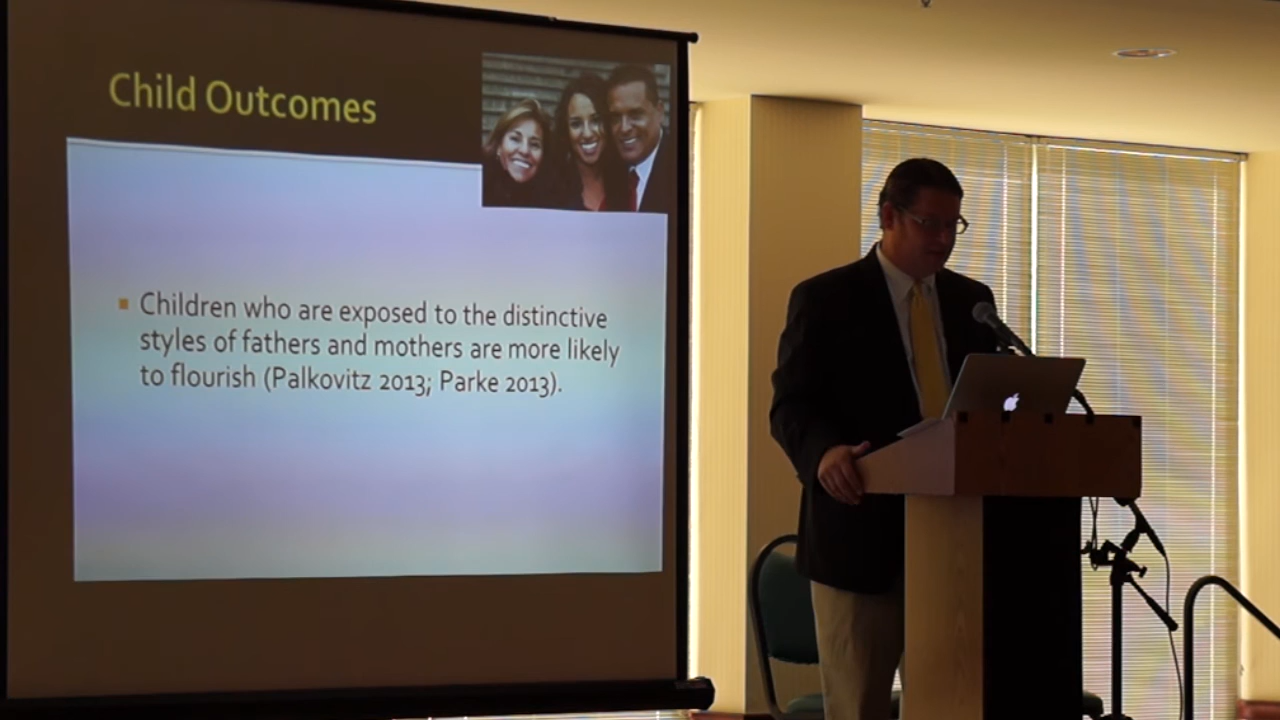 Child Outcomes
Children who are exposed to the distinctive
styles of fathers and mothers are more likely
to flourish (Palkovitz 2013; Parke 2013).